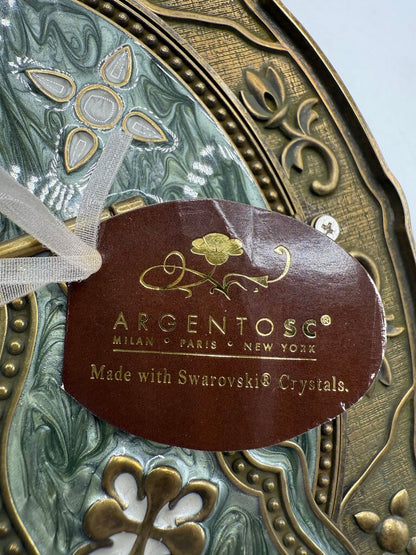 ARGENTOSC®
MILAN • PARIS • NEW YORK
Made with Swarovski® Crystals.